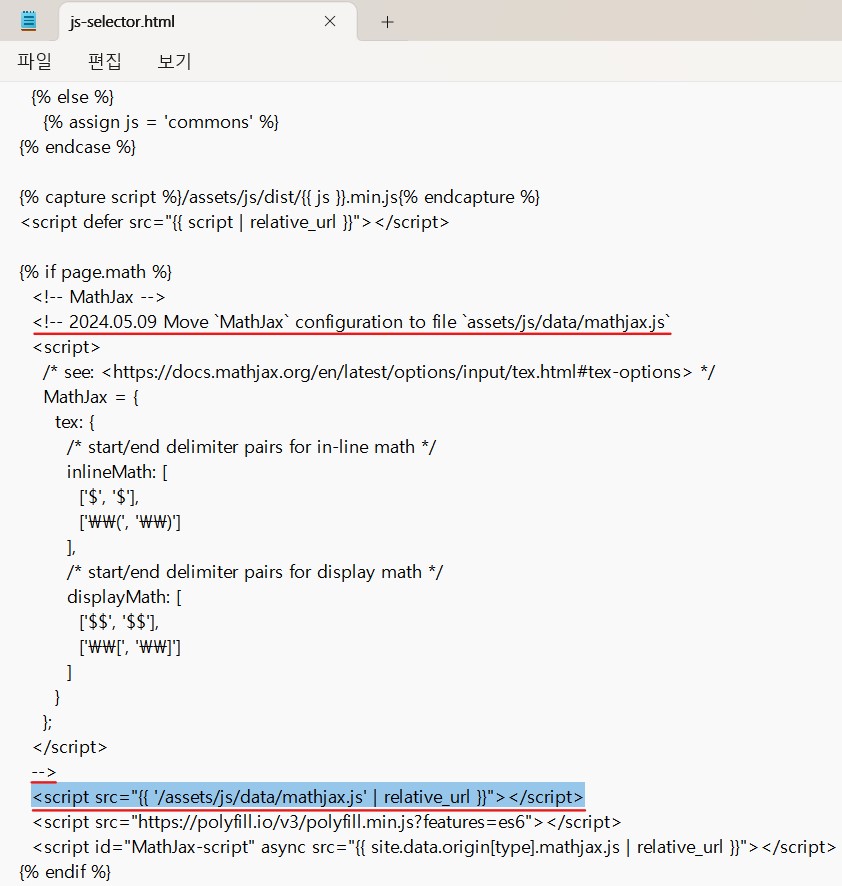 js-selector.html
파일 편집 보기
{% else %}
{% assign js = 'commons' %}
{% endcase %}
{% capture script %}/assets/js/dist/{{ js }}.min.js{% endcapture %}
<script defer src="{{ script | relative_url }}"></script>
{% if page.math %}
<!-- MathJax -->
<!-- 2024.05.09 Move `MathJax` configuration to file `assets/js/data/mathjax.js`
<script>
/* see: <https://docs.mathjax.org/en/latest/options/input/tex.html#tex-options> */
MathJax = {
tex: {
/* start/end delimiter pairs for in-line math */
inlineMath: [
['$', '$'],
['₩₩(', '₩₩)']
],
/* start/end delimiter pairs for display math */
displayMath: [
['$$', '$$'],
['₩₩[', '₩₩]']
]
}
};
</script>
-->
<script src="{{ '/assets/js/data/mathjax.js' | relative_url }}"></script>
<script src="https://polyfill.io/v3/polyfill.min.js?features=es6"></script>
<script id="MathJax-script" async src="{{ site.data.origin[type].mathjax.js | relative_url }}"></script>
{% endif %}